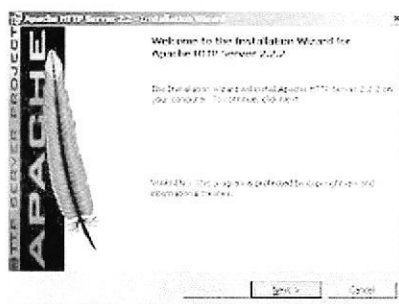 Apache HTTP Server 2.2 - Installation Wizard
HTTP SERVER PROJECT
APACHE
Welcome to the Installation Wizard for
Apache HTTP Server 2.2.2
The Installation Wizard will install Apache HTTP Server 2.2.2 on
your computer. To continue, click Next.
WARNING: This program is protected by copyright law and
international treaties.
Next >
Cancel